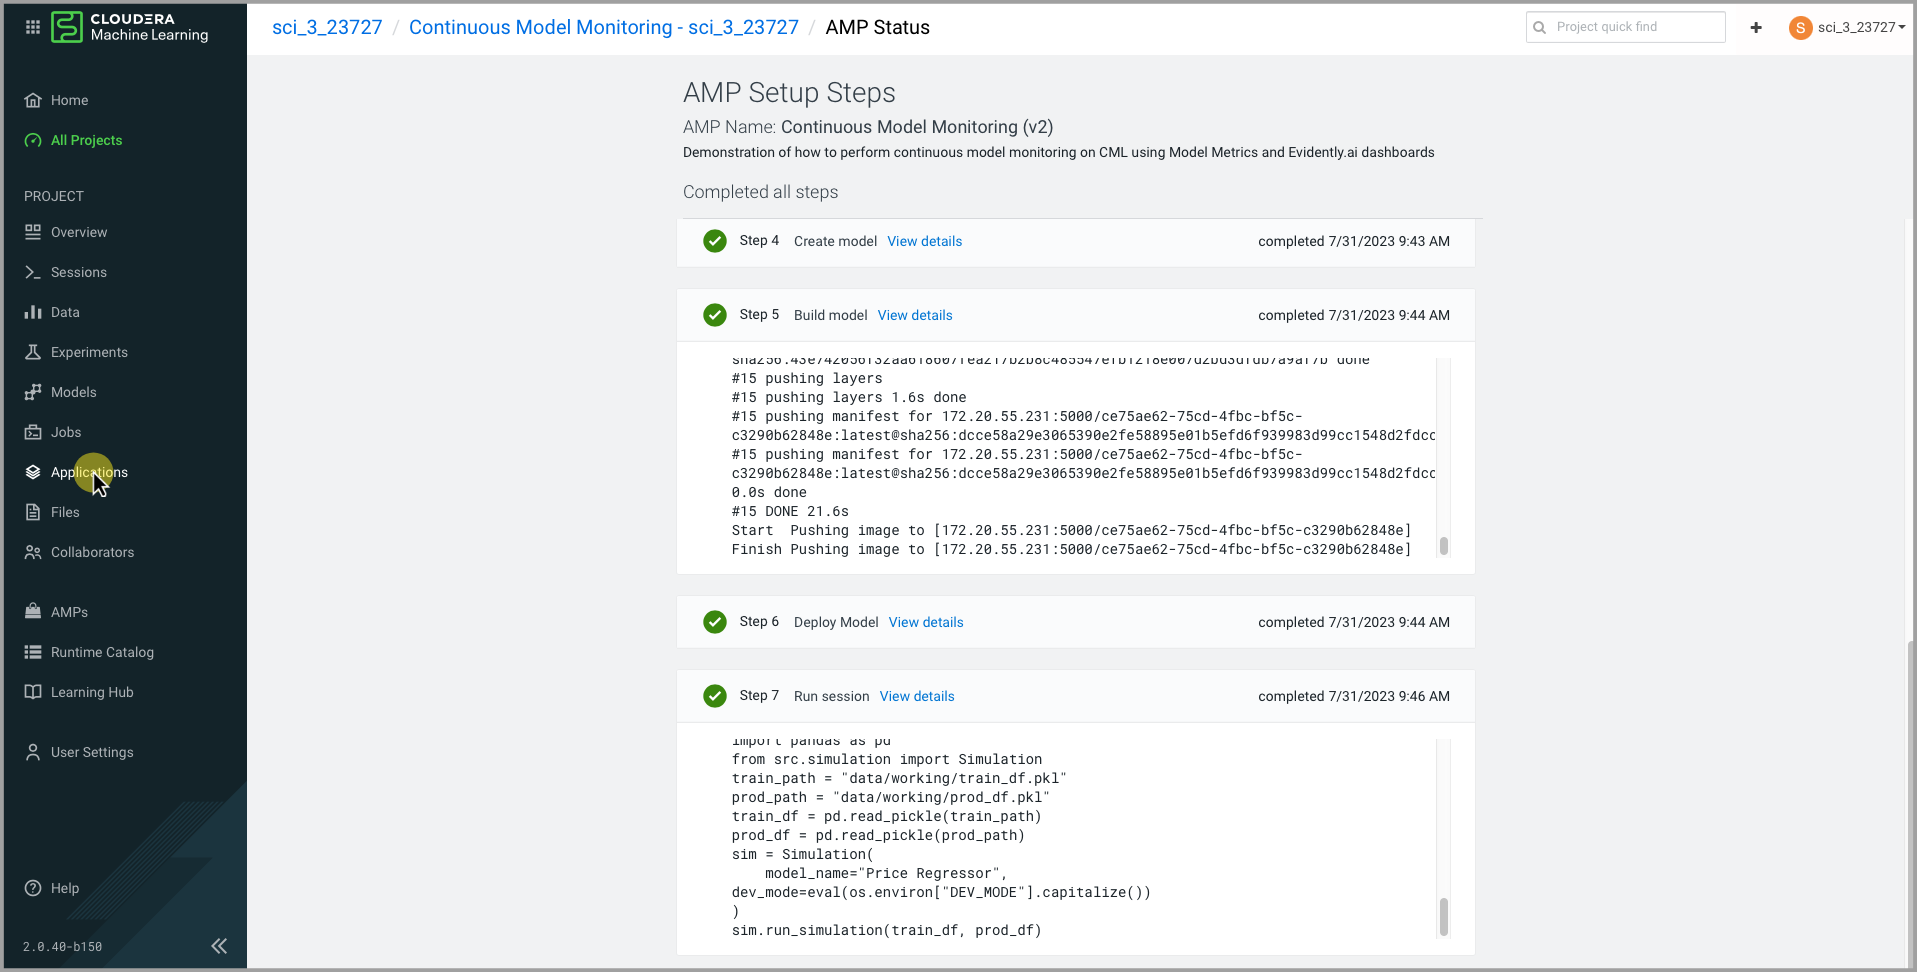 CLOUDERA
Machine Learning
Home
All Projects
PROJECT
Overview
Sessions
Data
Experiments
Models
Jobs
Applications
Files
Collaborators
AMPs
Runtime Catalog
Learning Hub
User Settings
Help
2.0.40-b150
sci_3_23727 / Continuous Model Monitoring - sci_3_23727 / AMP Status
Project quick find
+
S sci_3_23727
AMP Setup Steps
AMP Name: Continuous Model Monitoring (v2)
Demonstration of how to perform continuous model monitoring on CML using Model Metrics and Evidently.ai dashboards
Completed all steps
Step 4 Create model View details completed 7/31/2023 9:43 AM
Step 5 Build model View details completed 7/31/2023 9:44 AM
done
#15 pushing layers
#15 pushing layers 1.6s done
#15 pushing manifest for 172.20.55.231:5000/ce75ae62-75cd-4fbc-bf5c-
c3290b62848e:latest@sha256:dcce58a29e3065390e2fe58895e01b5efd6f939983d99cc1548d2fdcc
#15 pushing manifest for 172.20.55.231:5000/ce75ae62-75cd-4fbc-bf5c-
c3290b62848e:latest@sha256:dcce58a29e3065390e2fe58895e01b5efd6f939983d99cc1548d2fdcc
0.0s done
#15 DONE 21.6s
Start  Pushing image to [172.20.55.231:5000/ce75ae62-75cd-4fbc-bf5c-c3290b62848e]
Finish Pushing image to [172.20.55.231:5000/ce75ae62-75cd-4fbc-bf5c-c3290b62848e]
Step 6 Deploy Model View details completed 7/31/2023 9:44 AM
Step 7 Run session View details completed 7/31/2023 9:46 AM
import pandas as pd
from src.simulation import Simulation
train_path = "data/working/train_df.pkl"
prod_path = "data/working/prod_df.pkl"
train_df = pd.read_pickle(train_path)
prod_df = pd.read_pickle(prod_path)
sim = Simulation(
    model_name="Price Regressor",
dev_mode=eval(os.environ["DEV_MODE"].capitalize())
)
sim.run_simulation(train_df, prod_df)